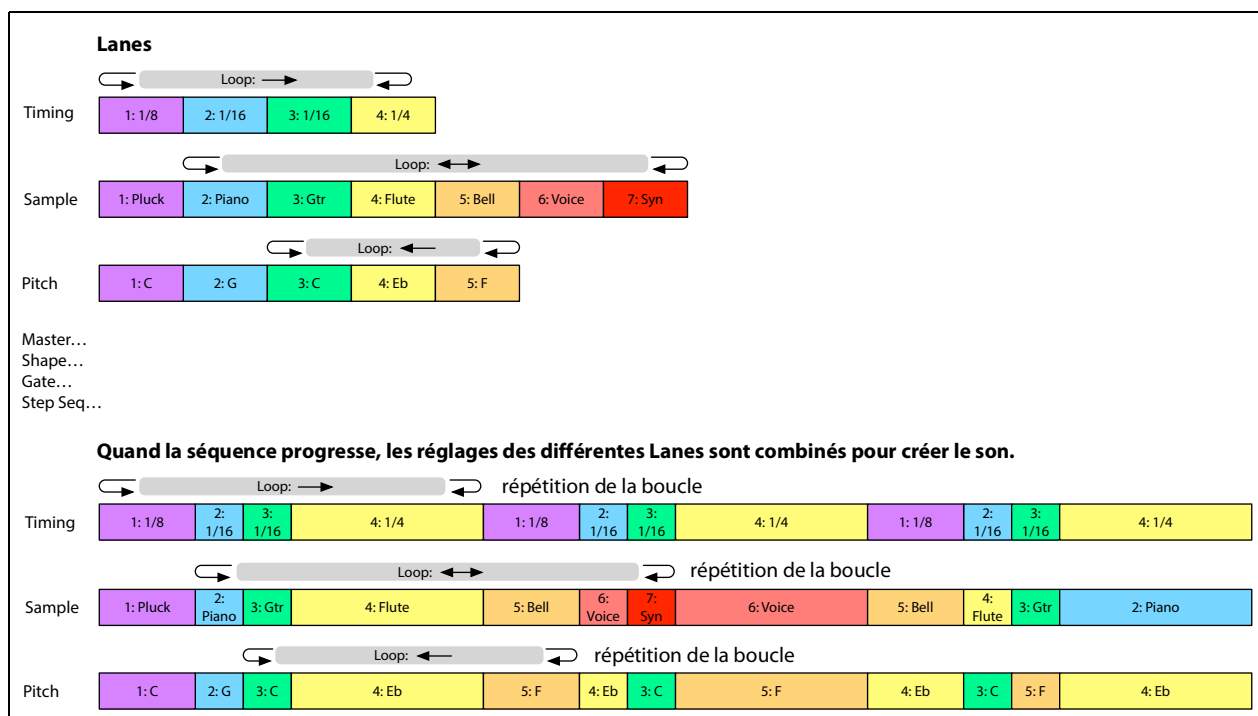 Lanes
Loop:
Timing 1: 1/8 2: 1/16 3: 1/16 4: 1/4
Loop:
Sample 1: Pluck 2: Piano 3: Gtr 4: Flute 5: Bell 6: Voice 7: Syn
Loop:
Pitch 1: C 2: G 3: C 4: Eb 5: F
Master…
Shape…
Gate…
Step Seq…
Quand la séquence progresse, les réglages des différentes Lanes sont combinés pour créer le son.
Loop: répétition de la boucle
Timing 1: 1/8 2: 1/16 3: 1/16 4: 1/4 1: 1/8 2: 1/16 3: 1/16 4: 1/4 1: 1/8 2: 1/16 3: 1/16 4: 1/4
Loop: répétition de la boucle
Sample 1: Pluck 2: Piano 3: Gtr 4: Flute 5: Bell 6: Voice 7: Syn 6: Voice 5: Bell 4: Flute 3: Gtr 2: Piano
Loop: répétition de la boucle
Pitch 1: C 2: G 3: C 4: Eb 5: F 4: Eb 3: C 5: F 4: Eb 3: C 5: F 4: Eb